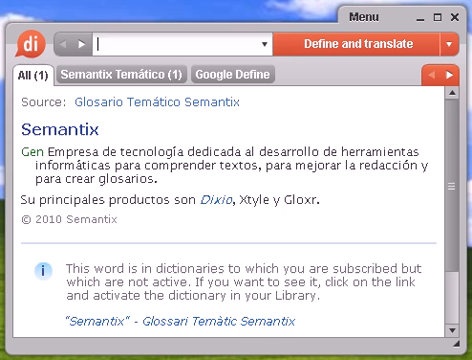 Menu
di
Define and translate
All (1) Semantix Temático (1) Google Define
Source: Glosario Temático Semantix
Semantix
Gen Empresa de tecnología dedicada al desarrollo de herramientas
informáticas para comprender textos, para mejorar la redacción y
para crear glosarios.
Su principales producton son Dixio, Xtyle y Gloxr.
© 2010 Semantix
i
This word is in dictionaries to which you are subscribed but
which are not active. If you want to see it, click on the link
and activate the dictionary in your Library.
"Semantix" - Glossari Temàtic Semantix